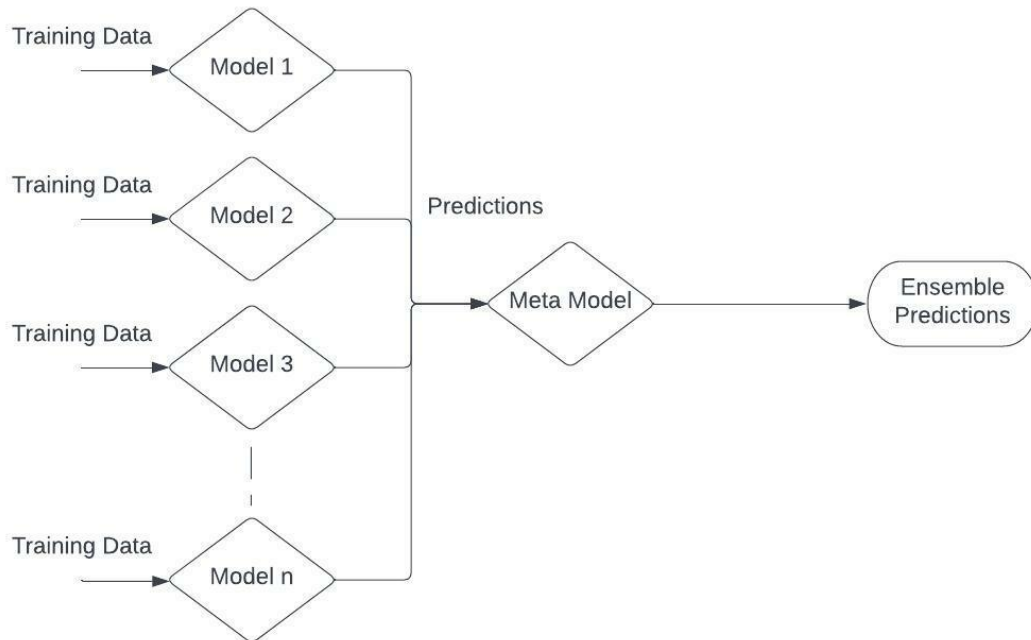 Training Data
Model 1
Training Data
Model 2
Predictions
Meta Model
Ensemble
Predictions
Training Data
Model 3
Training Data
Model n